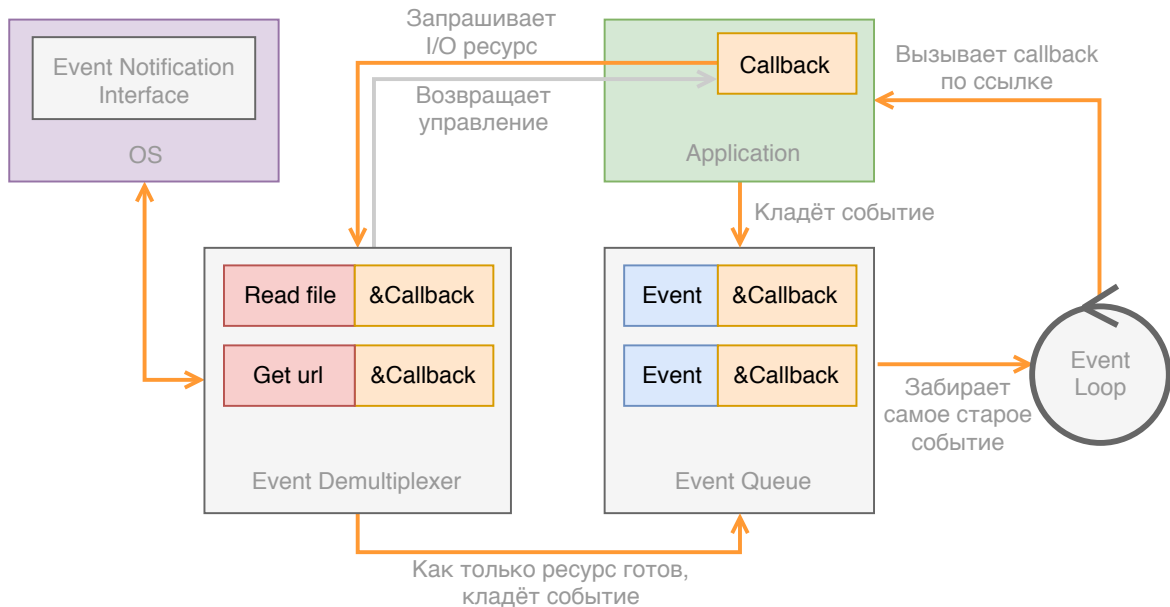 Event Notification
Interface
OS
Запрашивает
I/O ресурс
Возвращает
управление
Callback
Application
Вызывает callback
по ссылке
Кладёт событие
Read file &Callback
Get url &Callback
Event Demultiplexer
Event &Callback
Event &Callback
Event Queue
Забирает
самое старое
событие
Event
Loop
Как только ресурс готов,
кладёт событие